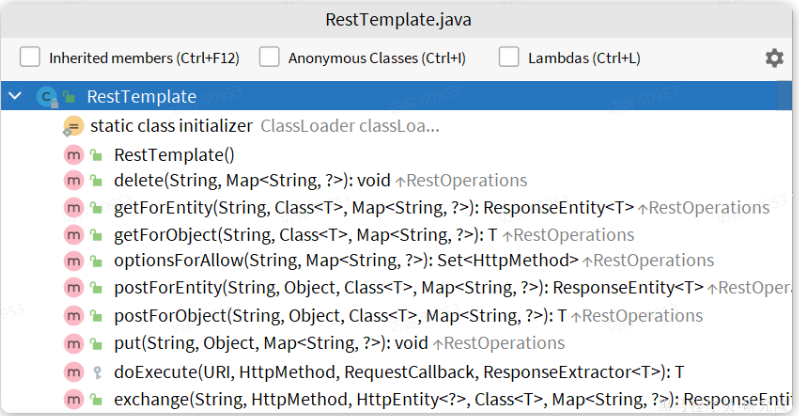 RestTemplate.java
Inherited members (Ctrl+F12) Anonymous Classes (Ctrl+I) Lambdas (Ctrl+L)
RestTemplate
static class initializer ClassLoader classLoa...
m RestTemplate()
m delete(String, Map<String, ?>): void ↑RestOperations
m getForEntity(String, Class<T>, Map<String, ?>): ResponseEntity<T> ↑RestOperations
m getForObject(String, Class<T>, Map<String, ?>): T ↑RestOperations
m optionsForAllow(String, Map<String, ?>): Set<HttpMethod> ↑RestOperations
m postForEntity(String, Object, Class<T>, Map<String, ?>): ResponseEntity<T> ↑RestOpera
m postForObject(String, Object, Class<T>, Map<String, ?>): T ↑RestOperations
m put(String, Object, Map<String, ?>): void ↑RestOperations
m doExecute(URI, HttpMethod, RequestCallback, ResponseExtractor<T>): T
m exchange(String, HttpMethod, HttpEntity<?>, Class<T>, Map<String, ?>): ResponseEntit